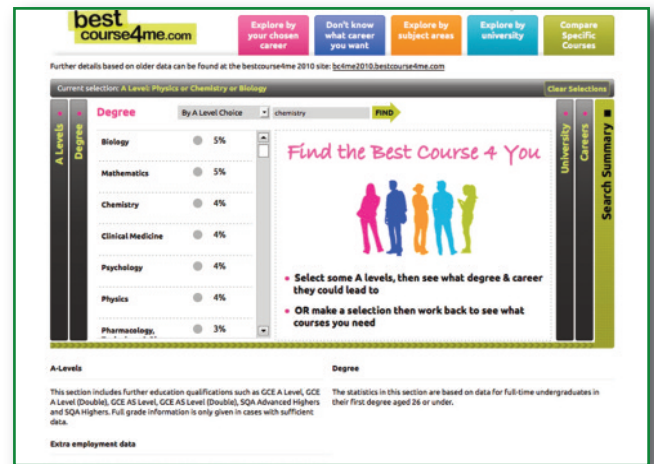 best
course4me.com
Explore by
your chosen
career
Don't know
what career
you want
Explore by
subject areas
Explore by
university
Compare
Specific
Courses
Further details based on older data can be found at the bestcourse4me 2010 site: bc4me2010.bestcourse4me.com
Current selection: A Level: Physics or Chemistry or Biology
Clear Selections
A Levels
Degree
Degree
By A Level Choice
chemistry
FIND
Biology 5%
Mathematics 5%
Chemistry 4%
Clinical Medicine 4%
Psychology 4%
Physics 4%
Pharmacology, 3%
Find the Best Course 4 You
• Select some A levels, then see what degree & career
they could lead to
• OR make a selection then work back to see what
courses you need
University
Careers
Search Summary
A-Levels
This section includes further education qualifications such as GCE A Level, GCE
A Level (Double), GCE AS Level, GCE AS Level (Double), SQA Advanced Highers
and SQA Highers. Full grade information is only given in cases with sufficient
data.
Extra employment data
Degree
The statistics in this section are based on data for full-time undergraduates in
their first degree aged 26 or under.